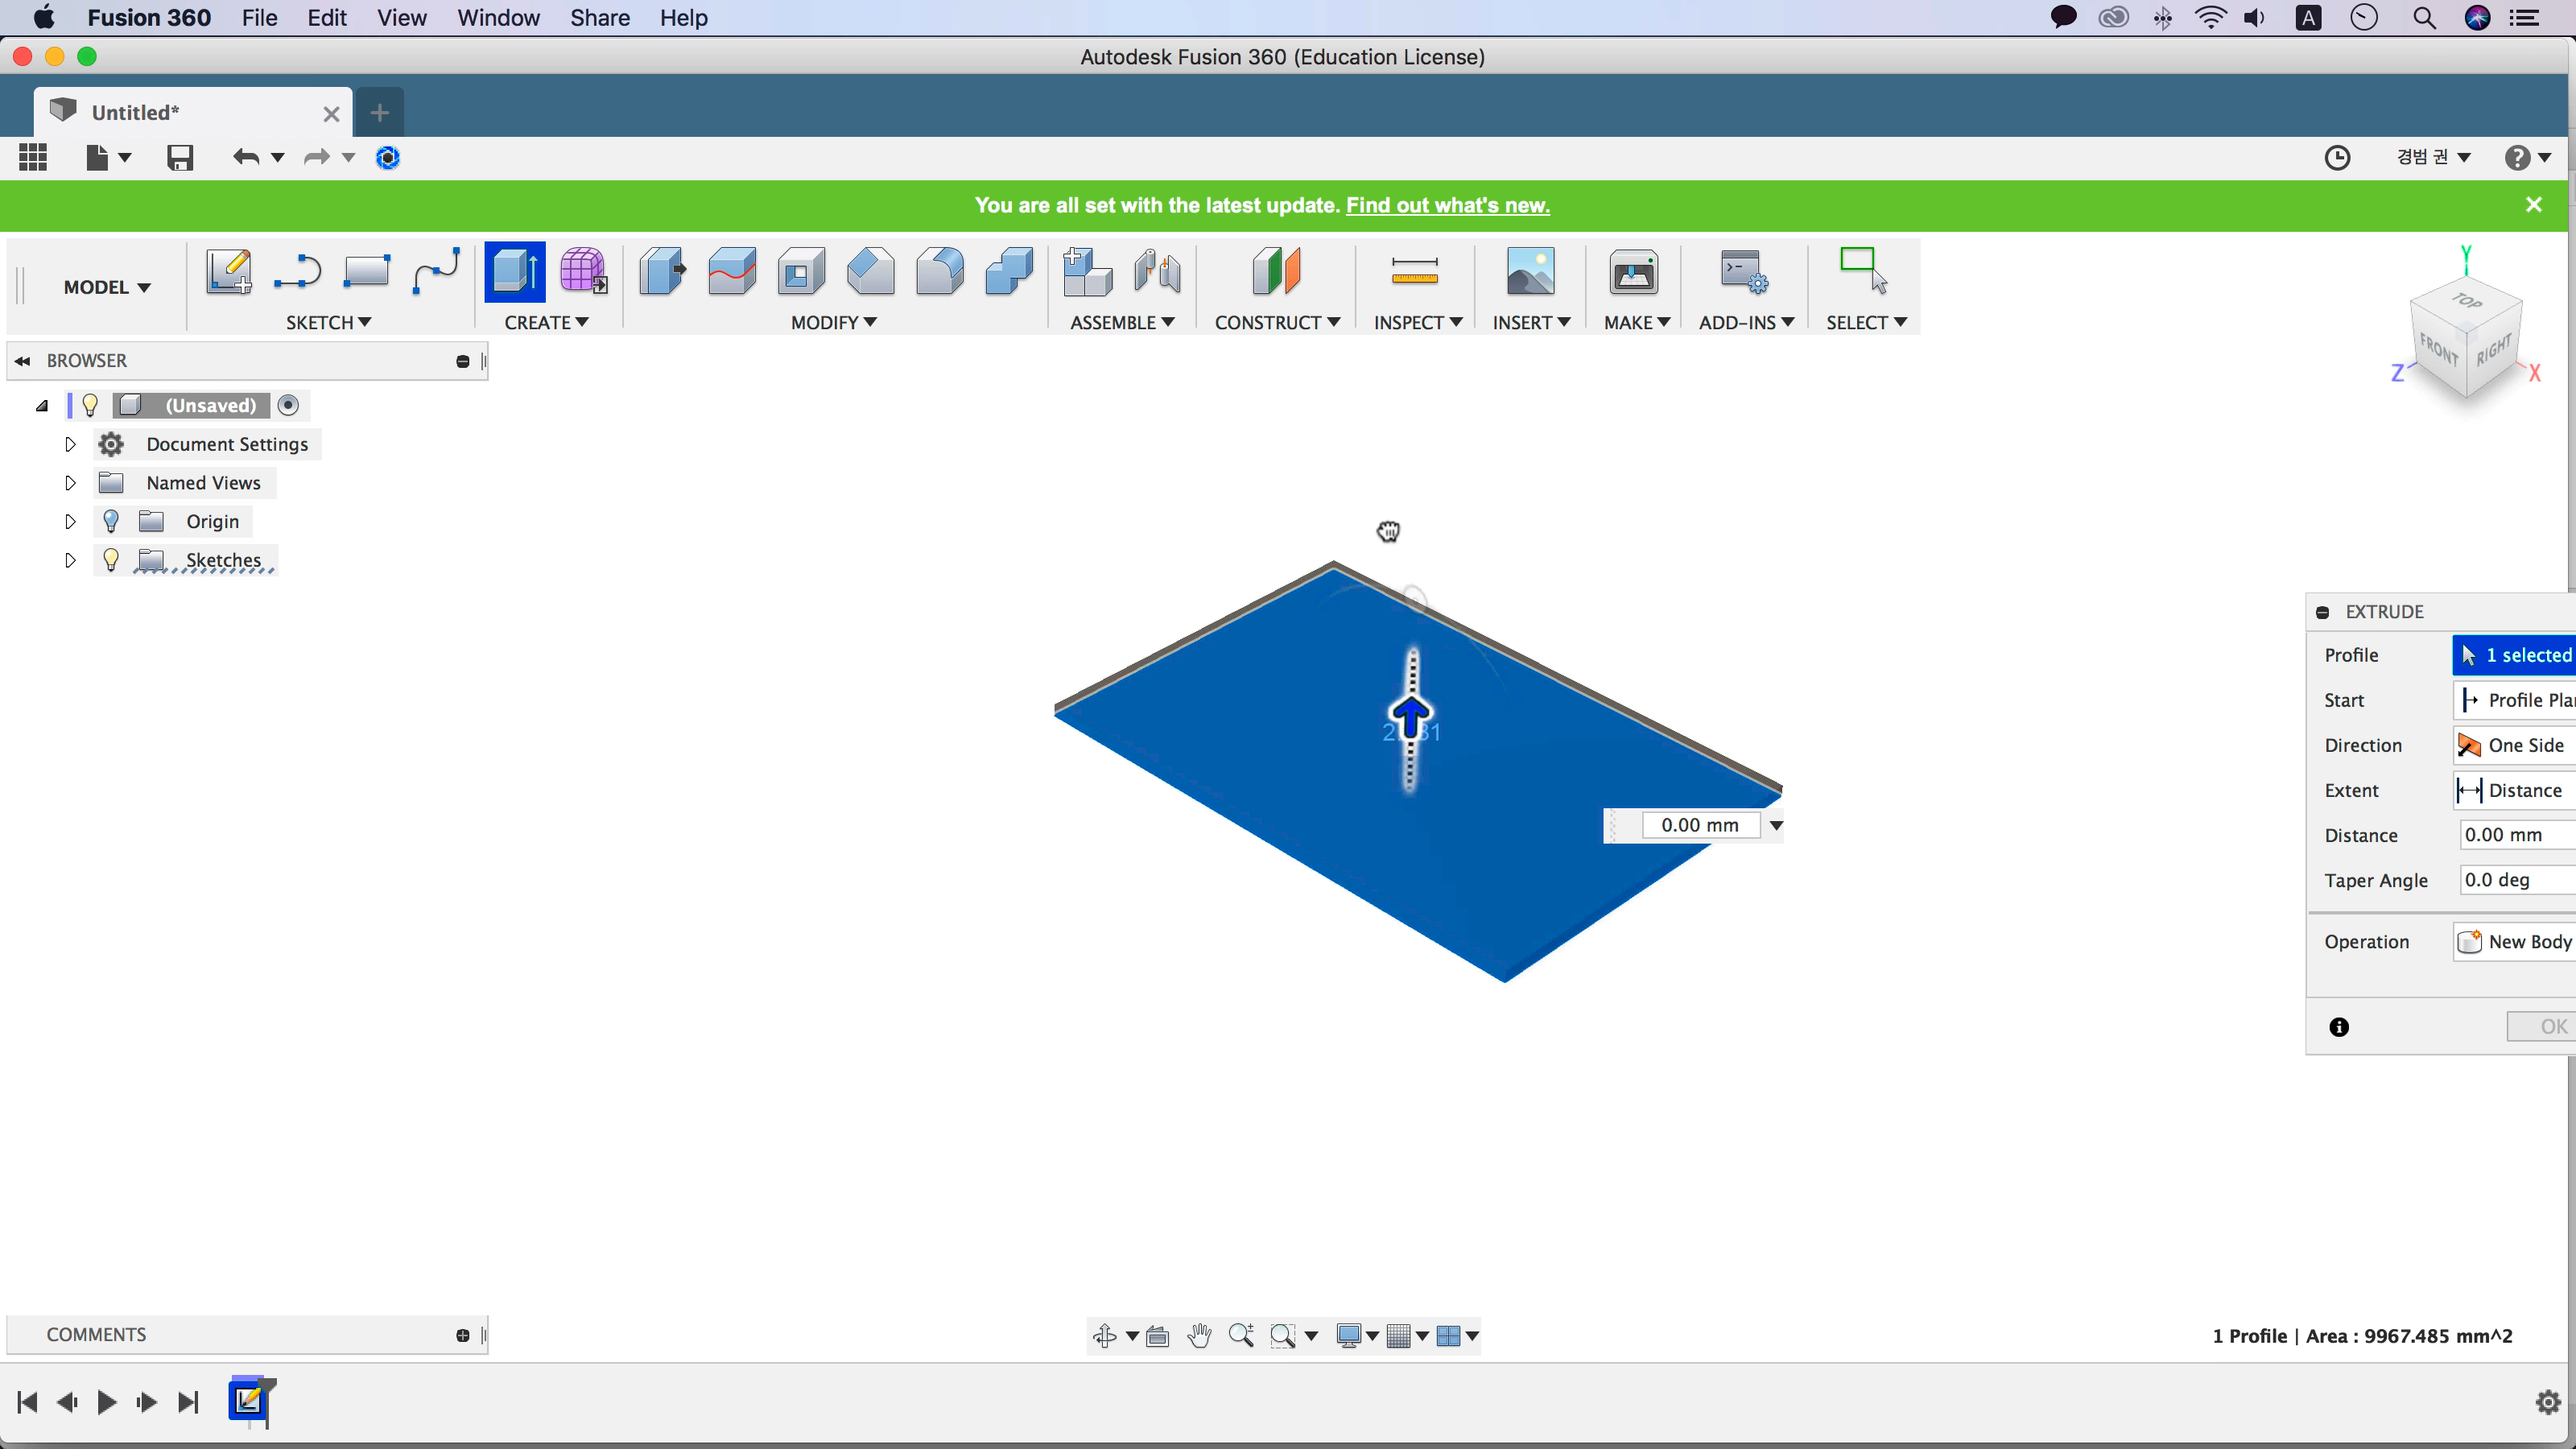 Fusion 360 File Edit View Window Share Help A
Autodesk Fusion 360 (Education License)
Untitled*
경범 권
You are all set with the latest update. Find out what's new.
MODEL
SKETCH CREATE MODIFY ASSEMBLE CONSTRUCT INSPECT INSERT MAKE ADD-INS SELECT
Y
TOP
FRONT RIGHT
Z X
BROWSER
(Unsaved)
Document Settings
Named Views
Origin
Sketches
0.00 mm
EXTRUDE
Profile 1 selected
Start
Direction One Side
Extent Distance
Distance 0.00 mm
Taper Angle 0.0 deg
Operation New Body
OK
COMMENTS
1 Profile | Area : 9967.485 mm^2